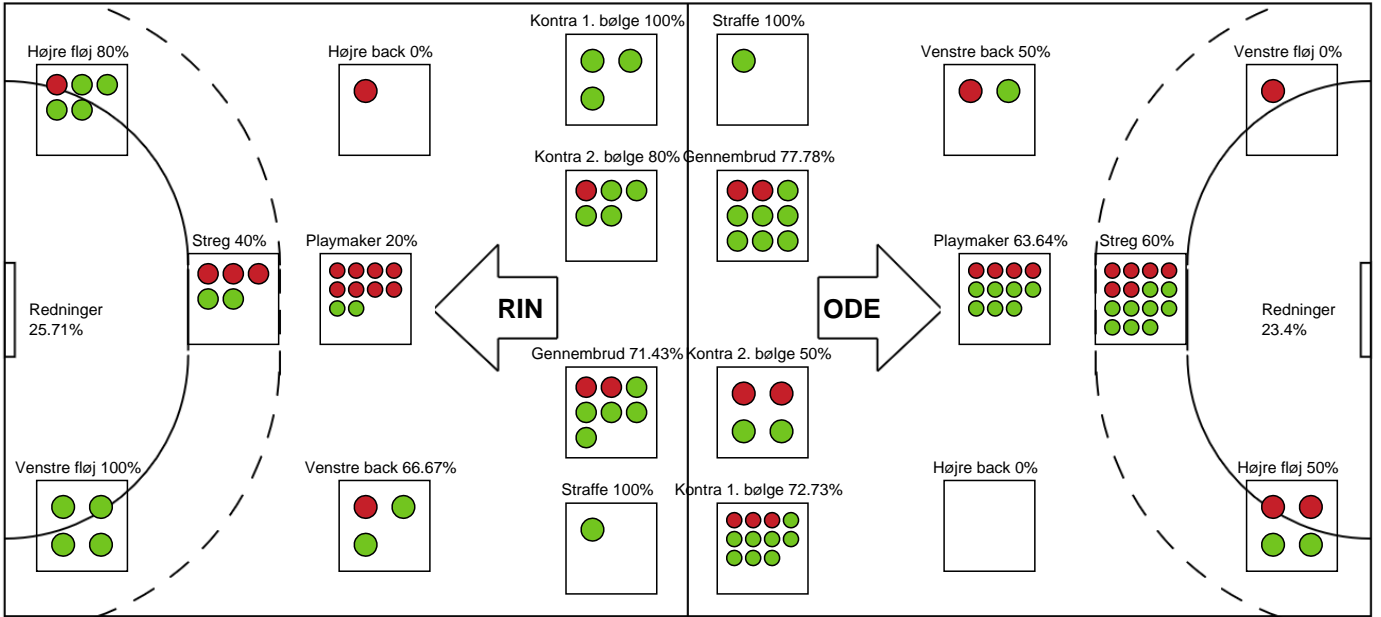 Kontra 1. bølge 100%
Straffe 100%
Højre fløj 80%
Højre back 0%
Venstre back 50%
Venstre fløj 0%
Kontra 2. bølge 80%
Gennembrud 77.78%
Streg 40%
Playmaker 20%
Playmaker 63.64%
Streg 60%
Redninger
25.71%
RIN
ODE
Redninger
23.4%
Gennembrud 71.43%
Kontra 2. bølge 50%
Venstre fløj 100%
Venstre back 66.67%
Højre back 0%
Højre fløj 50%
Straffe 100%
Kontra 1. bølge 72.73%